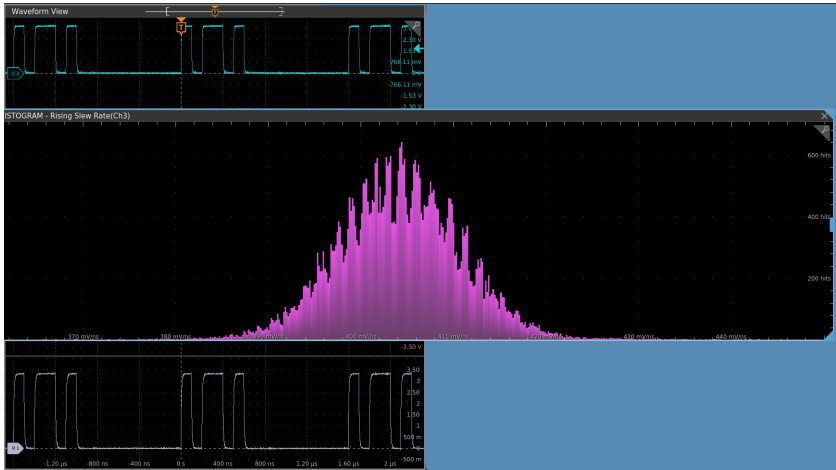 Waveform View
T
T
2.30 V
1.53
766.11 mV
C 2
-766.11 mV
-1.53 V
-2.30 V
ISTOGRAM - Rising Slew Rate(Ch3)
600 hits
400 hits
200 hits
370 mV/ns 380 mV/ns 400 mV/ns 410 mV/ns 430 mV/ns 440 mV/ns
-3.50 V
3.50
3
2.50
2
1.50
1
500 m
R 1
-500 m
-1.20 µs -800 ns -400 ns 0 s 400 ns 800 ns 1.20 µs 1.60 µs 2 µs